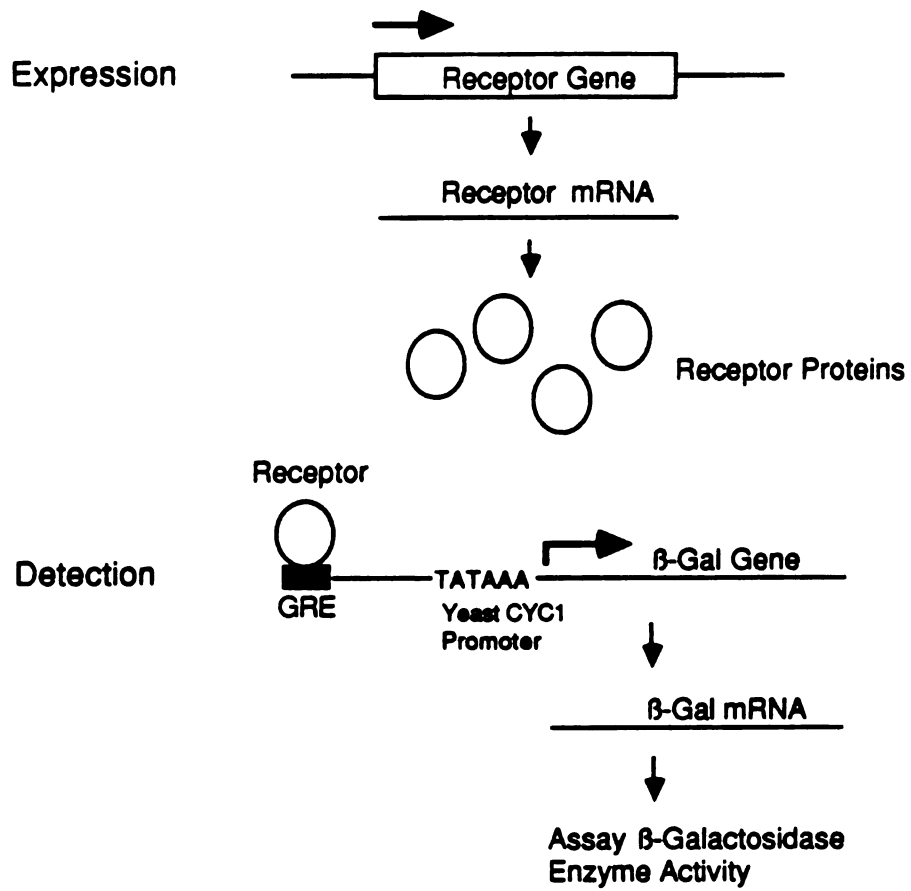 Expression
Receptor Gene
Receptor mRNA
Receptor Proteins
Receptor
Detection
TATAAA
ß-Gal Gene
GRE
Yeast CYC1
Promoter
ß-Gal mRNA
Assay ß-Galactosidase
Enzyme Activity